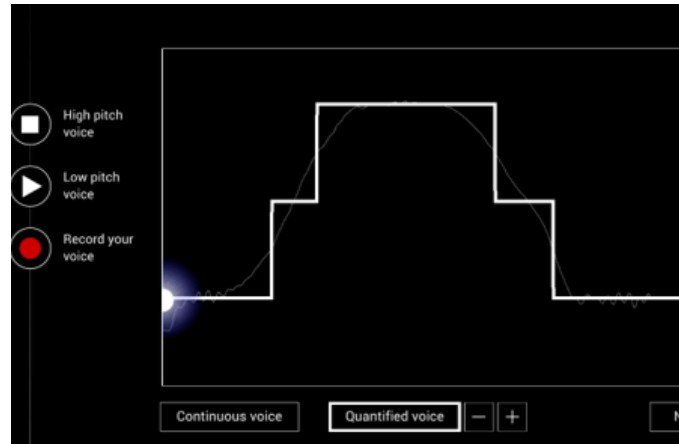 High pitch
voice
Low pitch
voice
Record your
voice
Continuous voice
Quantified voice